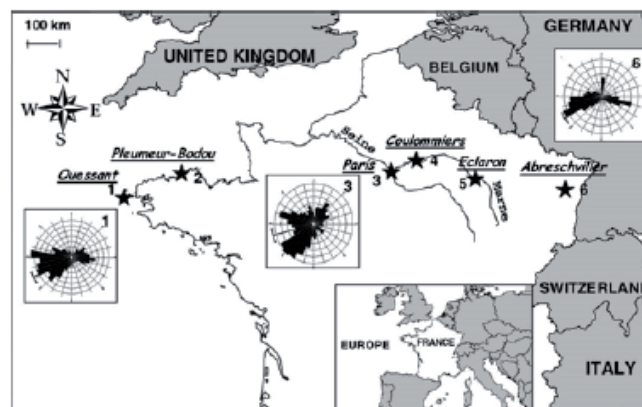 100 km
GERMANY
UNITED KINGDOM
BELGIUM
6
N
W E
S
Seine
Pleumeur-Bodou
Coulommiers
Ouessant
Paris
Eclaron
Abreschviller
1
2
3
4
5
6
Marne
3
1
SWITZERLAND
EUROPE
FRANCE
ITALY